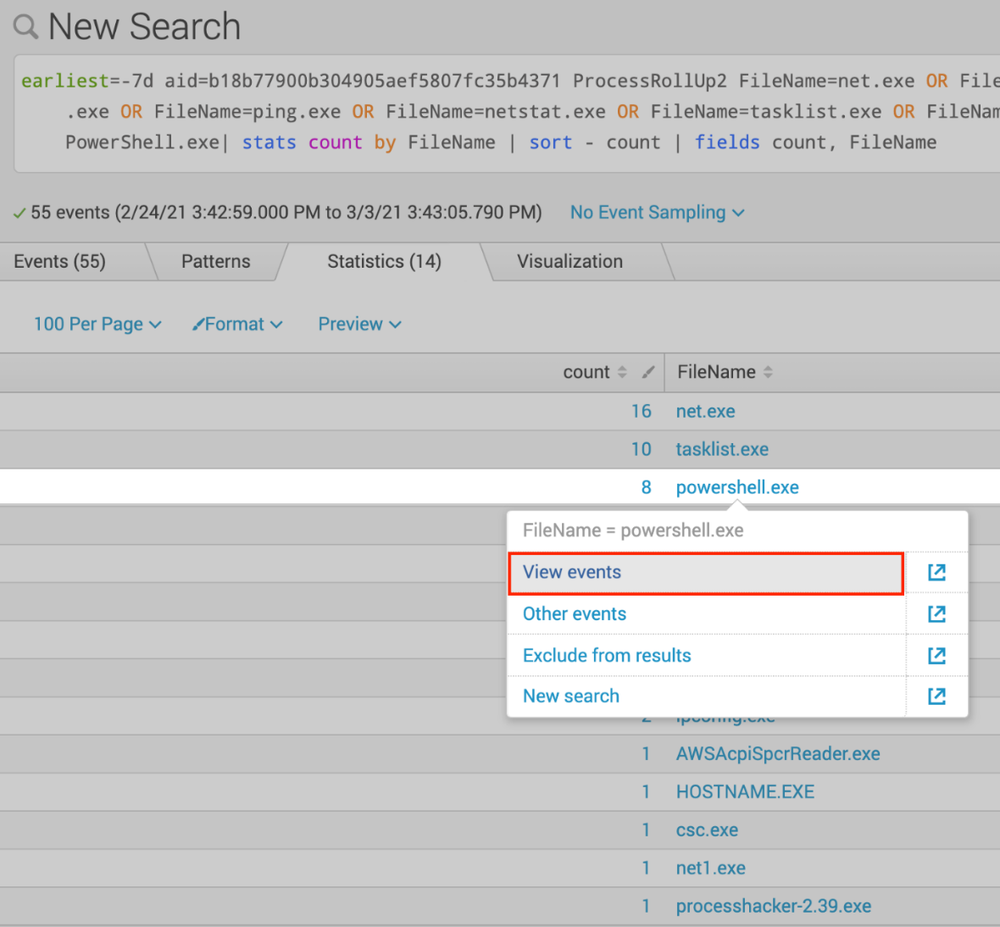 New Search
earliest=-7d aid=b18b77900b304905aef5807fc35b4371 ProcessRollUp2 FileName=net.exe OR File
.exe OR FileName=ping.exe OR FileName=netstat.exe OR FileName=tasklist.exe OR FileNam
PowerShell.exe| stats count by FileName | sort - count | fields count, FileName
55 events (2/24/21 3:42:59.000 PM to 3/3/21 3:43:05.790 PM) No Event Sampling
Events (55) Patterns Statistics (14) Visualization
100 Per Page Format Preview
count FileName
16 net.exe
10 tasklist.exe
8 powershell.exe
FileName = powershell.exe
View events
Other events
Exclude from results
New search
2 ipconfig.exe
1 AWSAcpiSpcrReader.exe
1 HOSTNAME.EXE
1 csc.exe
1 net1.exe
1 processhacker-2.39.exe